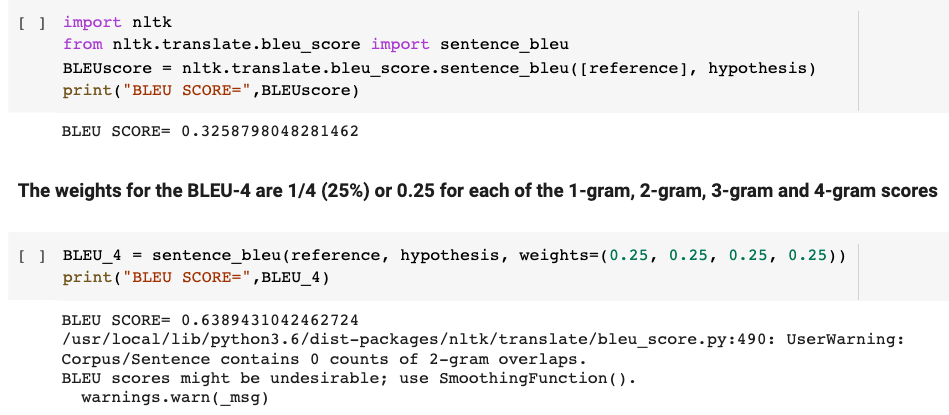 [ ] import nltk
from nltk.translate.bleu_score import sentence_bleu
BLEUscore = nltk.translate.bleu_score.sentence_bleu([reference], hypothesis)
print("BLEU SCORE=",BLEUscore)
BLEU SCORE= 0.3258798048281462
The weights for the BLEU-4 are 1/4 (25%) or 0.25 for each of the 1-gram, 2-gram, 3-gram and 4-gram scores
[ ] BLEU_4 = sentence_bleu(reference, hypothesis, weights=(0.25, 0.25, 0.25, 0.25))
print("BLEU SCORE=",BLEU_4)
BLEU SCORE= 0.6389431042462724
/usr/local/lib/python3.6/dist-packages/nltk/translate/bleu_score.py:490: UserWarning:
Corpus/Sentence contains 0 counts of 2-gram overlaps.
BLEU scores might be undesirable; use SmoothingFunction().
warnings.warn(_msg)